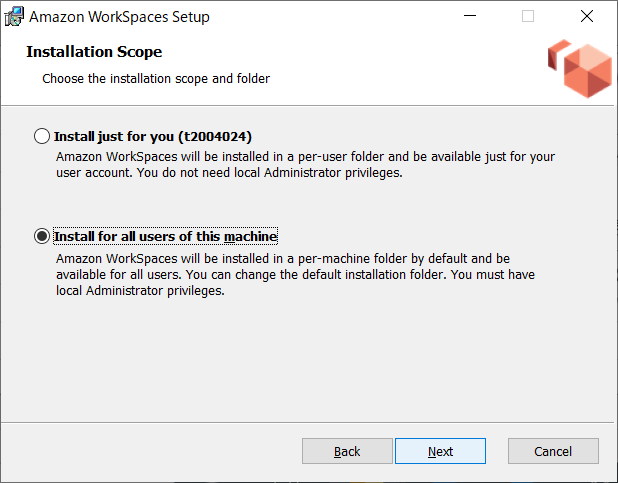 Amazon WorkSpaces Setup
Installation Scope
Choose the installation scope and folder
Install just for you (t2004024)
Amazon WorkSpaces will be installed in a per-user folder and be available just for your
user account. You do not need local Administrator privileges.
Install for all users of this machine
Amazon WorkSpaces will be installed in a per-machine folder by default and be
available for all users. You can change the default installation folder. You must have
local Administrator privileges.
Back
Next
Cancel